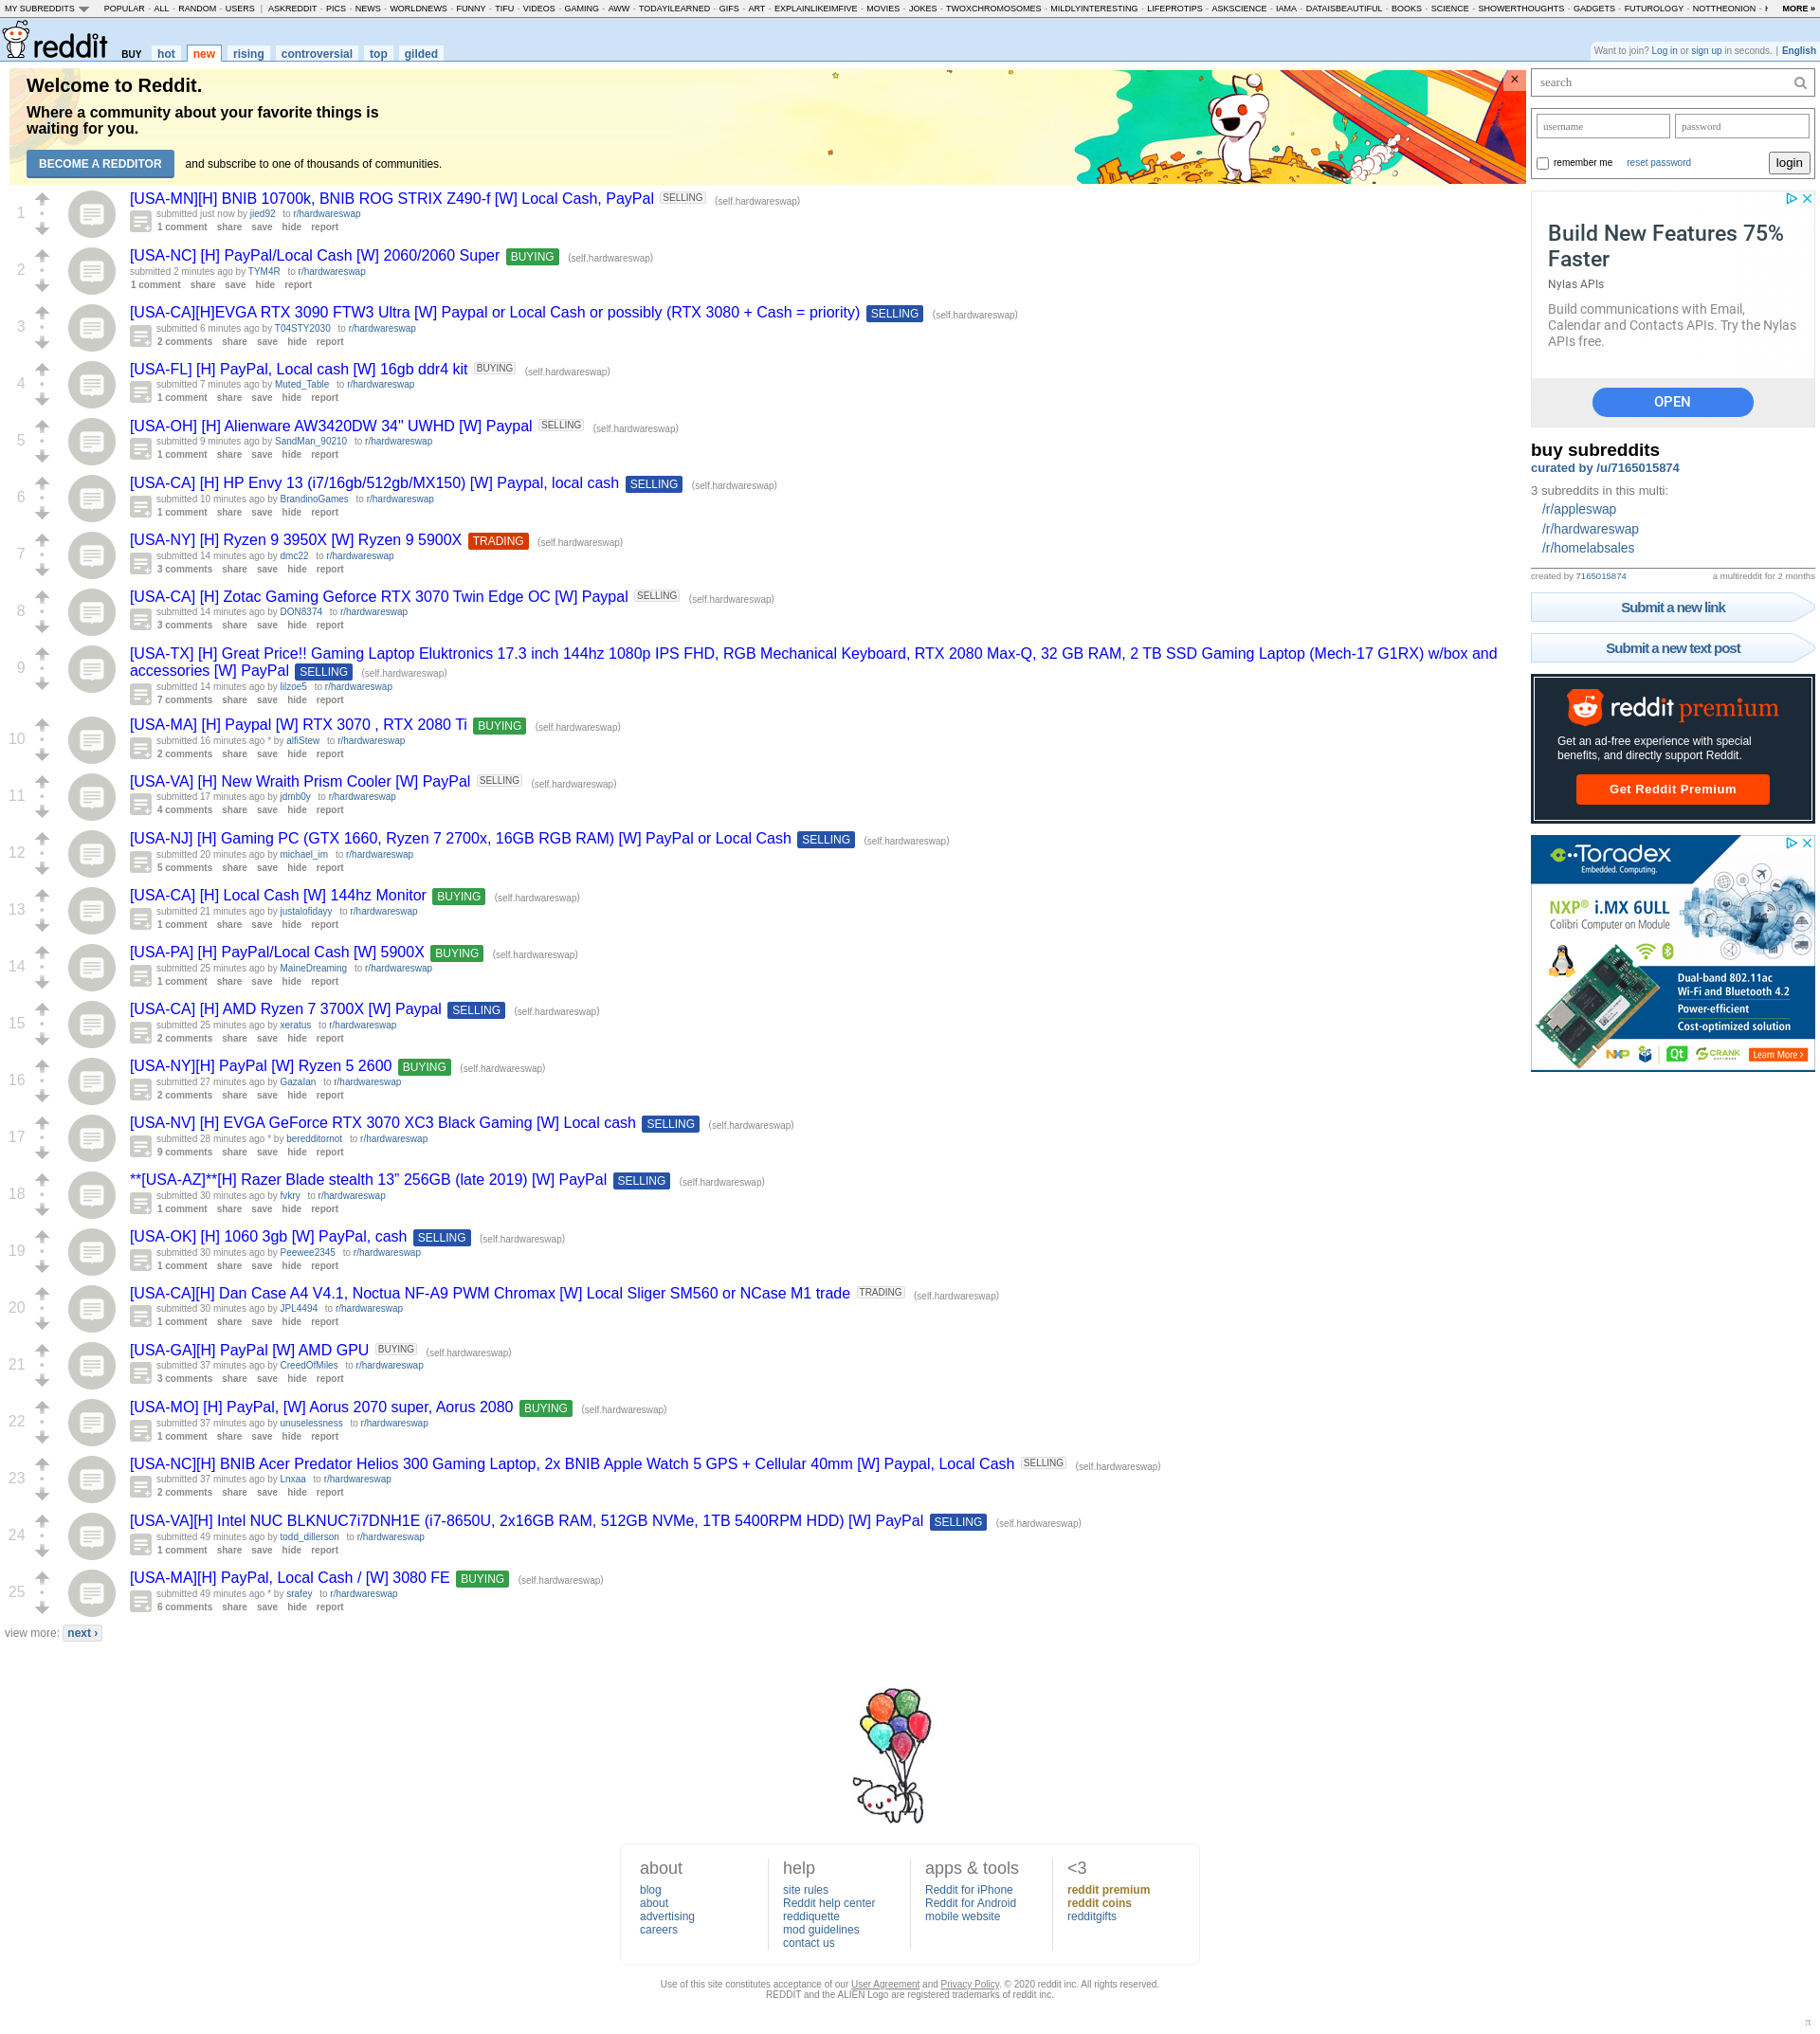 MY SUBREDDITS POPULAR - ALL - RANDOM - USERS | ASKREDDIT - PICS - NEWS - WORLDNEWS - FUNNY - TIFU - VIDEOS - GAMING - AWW - TODAYILEARNED - GIFS - ART - EXPLAINLIKEIMFIVE - MOVIES - JOKES - TWOXCHROMOSOMES - MILDLYINTERESTING - LIFEPROTIPS - ASKSCIENCE - IAMA - DATAISBEAUTIFUL - BOOKS - SCIENCE - SHOWERTHOUGHTS - GADGETS - FUTUROLOGY - NOTTHEONION - MORE »
reddit BUY hot new rising controversial top gilded
Want to join? Log in or sign up in seconds. | English
Welcome to Reddit.
Where a community about your favorite things is
waiting for you.
BECOME A REDDITOR and subscribe to one of thousands of communities.
×
1
[USA-MN][H] BNIB 10700k, BNIB ROG STRIX Z490-f [W] Local Cash, PayPal SELLING (self.hardwareswap)
submitted just now by jied92 to r/hardwareswap
1 comment share save hide report
2
[USA-NC] [H] PayPal/Local Cash [W] 2060/2060 Super BUYING (self.hardwareswap)
submitted 2 minutes ago by TYM4R to r/hardwareswap
1 comment share save hide report
3
[USA-CA][H]EVGA RTX 3090 FTW3 Ultra [W] Paypal or Local Cash or possibly (RTX 3080 + Cash = priority) SELLING (self.hardwareswap)
submitted 6 minutes ago by T04STY2030 to r/hardwareswap
2 comments share save hide report
4
[USA-FL] [H] PayPal, Local cash [W] 16gb ddr4 kit BUYING (self.hardwareswap)
submitted 7 minutes ago by Muted_Table to r/hardwareswap
1 comment share save hide report
5
[USA-OH] [H] Alienware AW3420DW 34" UWHD [W] Paypal SELLING (self.hardwareswap)
submitted 9 minutes ago by SandMan_90210 to r/hardwareswap
1 comment share save hide report
6
[USA-CA] [H] HP Envy 13 (i7/16gb/512gb/MX150) [W] Paypal, local cash SELLING (self.hardwareswap)
submitted 10 minutes ago by BrandinoGames to r/hardwareswap
1 comment share save hide report
7
[USA-NY] [H] Ryzen 9 3950X [W] Ryzen 9 5900X TRADING (self.hardwareswap)
submitted 14 minutes ago by dmc22 to r/hardwareswap
3 comments share save hide report
8
[USA-CA] [H] Zotac Gaming Geforce RTX 3070 Twin Edge OC [W] Paypal SELLING (self.hardwareswap)
submitted 14 minutes ago by DON8374 to r/hardwareswap
3 comments share save hide report
9
[USA-TX] [H] Great Price!! Gaming Laptop Eluktronics 17.3 inch 144hz 1080p IPS FHD, RGB Mechanical Keyboard, RTX 2080 Max-Q, 32 GB RAM, 2 TB SSD Gaming Laptop (Mech-17 G1RX) w/box and
accessories [W] PayPal SELLING (self.hardwareswap)
submitted 14 minutes ago by lilzoe5 to r/hardwareswap
7 comments share save hide report
10
[USA-MA] [H] Paypal [W] RTX 3070 , RTX 2080 Ti BUYING (self.hardwareswap)
submitted 16 minutes ago * by alfiStew to r/hardwareswap
2 comments share save hide report
11
[USA-VA] [H] New Wraith Prism Cooler [W] PayPal SELLING (self.hardwareswap)
submitted 17 minutes ago by jdmb0y to r/hardwareswap
4 comments share save hide report
12
[USA-NJ] [H] Gaming PC (GTX 1660, Ryzen 7 2700x, 16GB RGB RAM) [W] PayPal or Local Cash SELLING (self.hardwareswap)
submitted 20 minutes ago by michael_im to r/hardwareswap
5 comments share save hide report
13
[USA-CA] [H] Local Cash [W] 144hz Monitor BUYING (self.hardwareswap)
submitted 21 minutes ago by justalofidayy to r/hardwareswap
1 comment share save hide report
14
[USA-PA] [H] PayPal/Local Cash [W] 5900X BUYING (self.hardwareswap)
submitted 25 minutes ago by MaineDreaming to r/hardwareswap
1 comment share save hide report
15
[USA-CA] [H] AMD Ryzen 7 3700X [W] Paypal SELLING (self.hardwareswap)
submitted 25 minutes ago by xeratus to r/hardwareswap
2 comments share save hide report
16
[USA-NY][H] PayPal [W] Ryzen 5 2600 BUYING (self.hardwareswap)
submitted 27 minutes ago by Gazalan to r/hardwareswap
2 comments share save hide report
17
[USA-NV] [H] EVGA GeForce RTX 3070 XC3 Black Gaming [W] Local cash SELLING (self.hardwareswap)
submitted 28 minutes ago * by beredditornot to r/hardwareswap
9 comments share save hide report
18
**[USA-AZ]**[H] Razer Blade stealth 13” 256GB (late 2019) [W] PayPal SELLING (self.hardwareswap)
submitted 30 minutes ago by fvkry to r/hardwareswap
1 comment share save hide report
19
[USA-OK] [H] 1060 3gb [W] PayPal, cash SELLING (self.hardwareswap)
submitted 30 minutes ago by Peewee2345 to r/hardwareswap
1 comment share save hide report
20
[USA-CA][H] Dan Case A4 V4.1, Noctua NF-A9 PWM Chromax [W] Local Sliger SM560 or NCase M1 trade TRADING (self.hardwareswap)
submitted 30 minutes ago by JPL4494 to r/hardwareswap
1 comment share save hide report
21
[USA-GA][H] PayPal [W] AMD GPU BUYING (self.hardwareswap)
submitted 37 minutes ago by CreedOfMiles to r/hardwareswap
3 comments share save hide report
22
[USA-MO] [H] PayPal, [W] Aorus 2070 super, Aorus 2080 BUYING (self.hardwareswap)
submitted 37 minutes ago by unuselessness to r/hardwareswap
1 comment share save hide report
23
[USA-NC][H] BNIB Acer Predator Helios 300 Gaming Laptop, 2x BNIB Apple Watch 5 GPS + Cellular 40mm [W] Paypal, Local Cash SELLING (self.hardwareswap)
submitted 37 minutes ago by Lnxaa to r/hardwareswap
2 comments share save hide report
24
[USA-VA][H] Intel NUC BLKNUC7i7DNH1E (i7-8650U, 2x16GB RAM, 512GB NVMe, 1TB 5400RPM HDD) [W] PayPal SELLING (self.hardwareswap)
submitted 49 minutes ago by todd_dillerson to r/hardwareswap
1 comment share save hide report
25
[USA-MA][H] PayPal, Local Cash / [W] 3080 FE BUYING (self.hardwareswap)
submitted 49 minutes ago * by srafey to r/hardwareswap
6 comments share save hide report
view more: next ›
search
username password
remember me reset password login
Build New Features 75%
Faster
Nylas APIs
Build communications with Email,
Calendar and Contacts APIs. Try the Nylas
APIs free.
OPEN
buy subreddits
curated by /u/7165015874
3 subreddits in this multi:
/r/appleswap
/r/hardwareswap
/r/homelabsales
created by 7165015874 a multireddit for 2 months
Submit a new link
Submit a new text post
reddit premium
Get an ad-free experience with special
benefits, and directly support Reddit.
Get Reddit Premium
Toradex
Embedded. Computing.
NXP® i.MX 6ULL
Colibri Computer on Module
Dual-band 802.11ac
Wi-Fi and Bluetooth 4.2
Power-efficient
Cost-optimized solution
NXP Qt CRANK SOFTWARE Learn More >
about
blog
about
advertising
careers
help
site rules
Reddit help center
reddiquette
mod guidelines
contact us
apps & tools
Reddit for iPhone
Reddit for Android
mobile website
<3
reddit premium
reddit coins
redditgifts
Use of this site constitutes acceptance of our User Agreement and Privacy Policy. © 2020 reddit inc. All rights reserved.
REDDIT and the ALIEN Logo are registered trademarks of reddit inc.
π